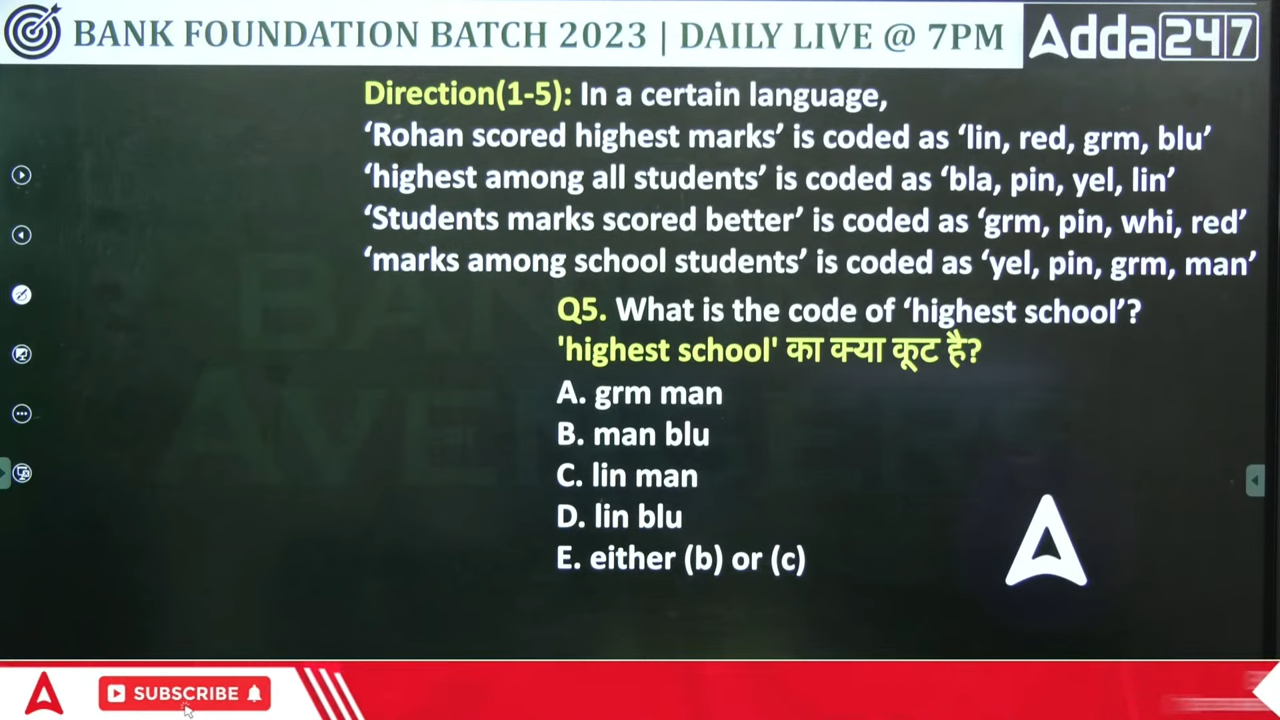 BANK FOUNDATION BATCH 2023 | DAILY LIVE @ 7PM
Adda247
Direction(1-5): In a certain language,
‘Rohan scored highest marks’ is coded as ‘lin, red, grm, blu’
‘highest among all students’ is coded as ‘bla, pin, yel, lin’
‘Students marks scored better’ is coded as ‘grm, pin, whi, red’
‘marks among school students’ is coded as ‘yel, pin, grm, man’
Q5. What is the code of ‘highest school’?
'highest school' का क्या कूट है?
A. grm man
B. man blu
C. lin man
D. lin blu
E. either (b) or (c)
SUBSCRIBE